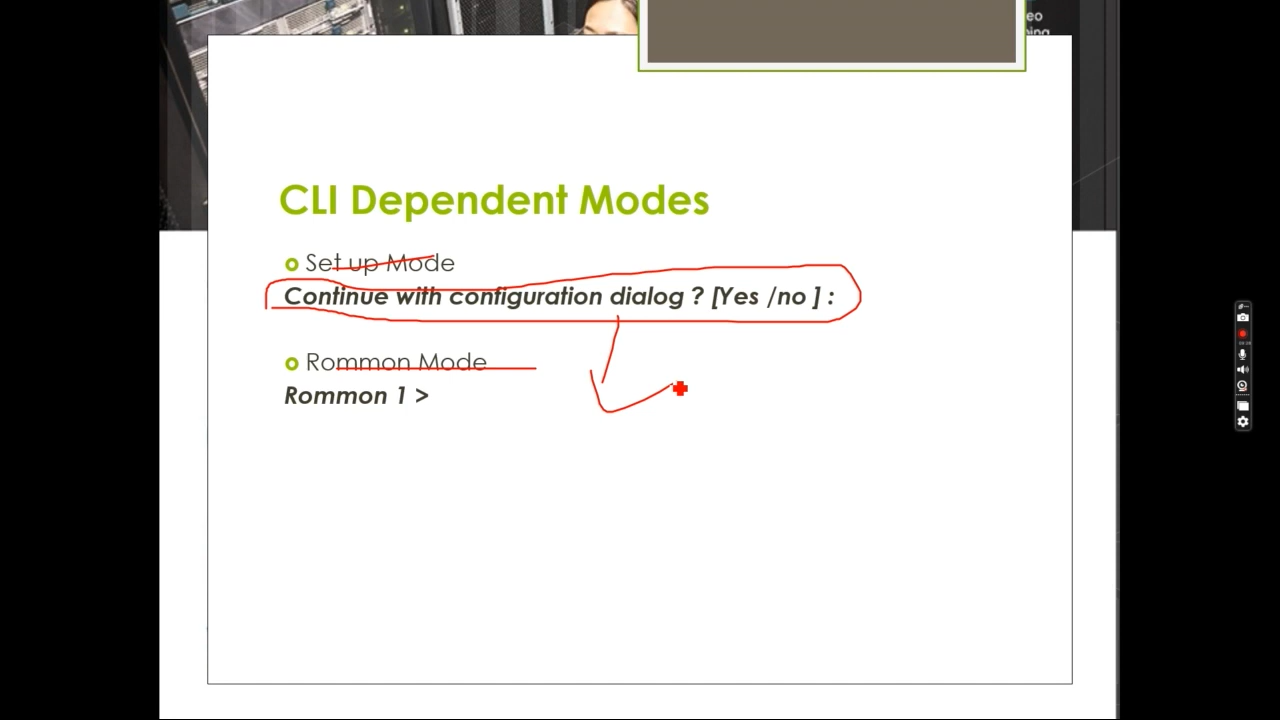 CLI Dependent Modes
Set up Mode
Continue with configuration dialog ? [Yes /no ] :
Rommon Mode
Rommon 1 >